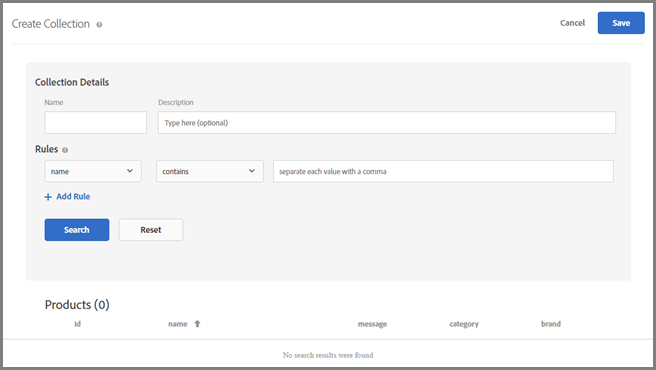 Create Collection ?
Cancel
Save
Collection Details
Name
Description
Type here (optional)
Rules ?
name
contains
separate each value with a comma
+ Add Rule
Search
Reset
Products (0)
id name message category brand
No search results were found